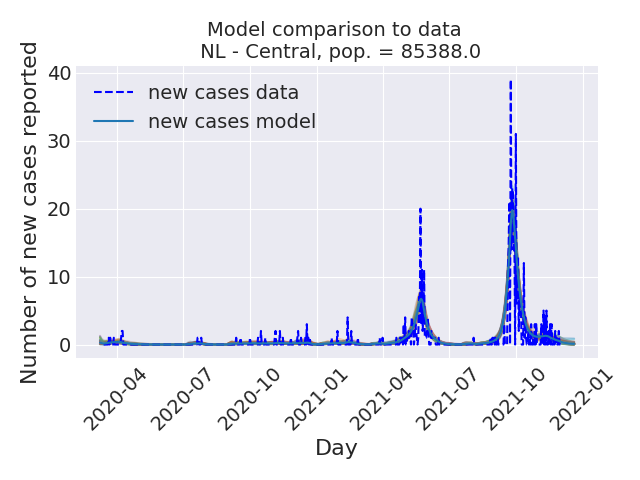 Model comparison to data
NL - Central, pop. = 85388.0
Number of new cases reported
40
30
20
10
0
new cases data
new cases model
2020-04
2020-07
2020-10
2021-01
2021-04
2021-07
2021-10
2022-01
Day